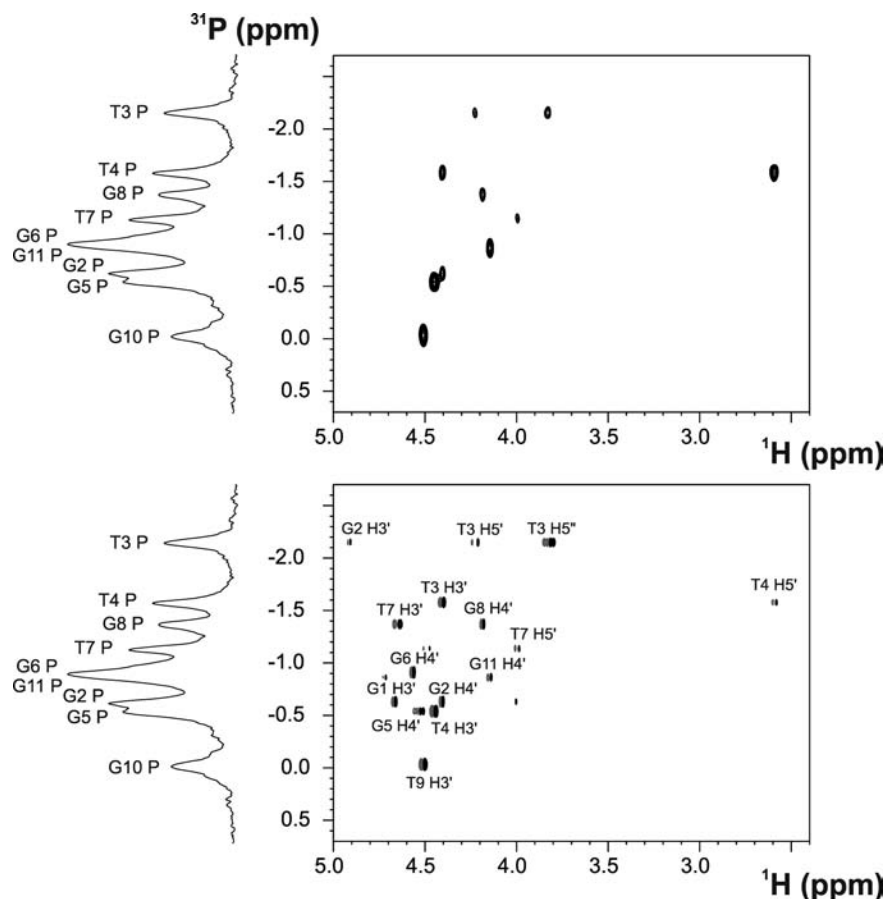 ³¹P (ppm)
T3 P
T4 P
G8 P
T7 P
G6 P
G11 P
G2 P
G5 P
G10 P
-2.0
-1.5
-1.0
-0.5
0.0
0.5
5.0 4.5 4.0 3.5 3.0
¹H (ppm)
T3 P
T4 P
G8 P
T7 P
G6 P
G11 P
G2 P
G5 P
G10 P
-2.0
-1.5
-1.0
-0.5
0.0
0.5
G2 H3' T3 H5' T3 H5"
T4 H5'
T3 H3'
T7 H3' G8 H4'
T7 H5'
G6 H4' G11 H4'
G1 H3' G2 H4'
G5 H4' T4 H3'
T9 H3'
5.0 4.5 4.0 3.5 3.0
¹H (ppm)